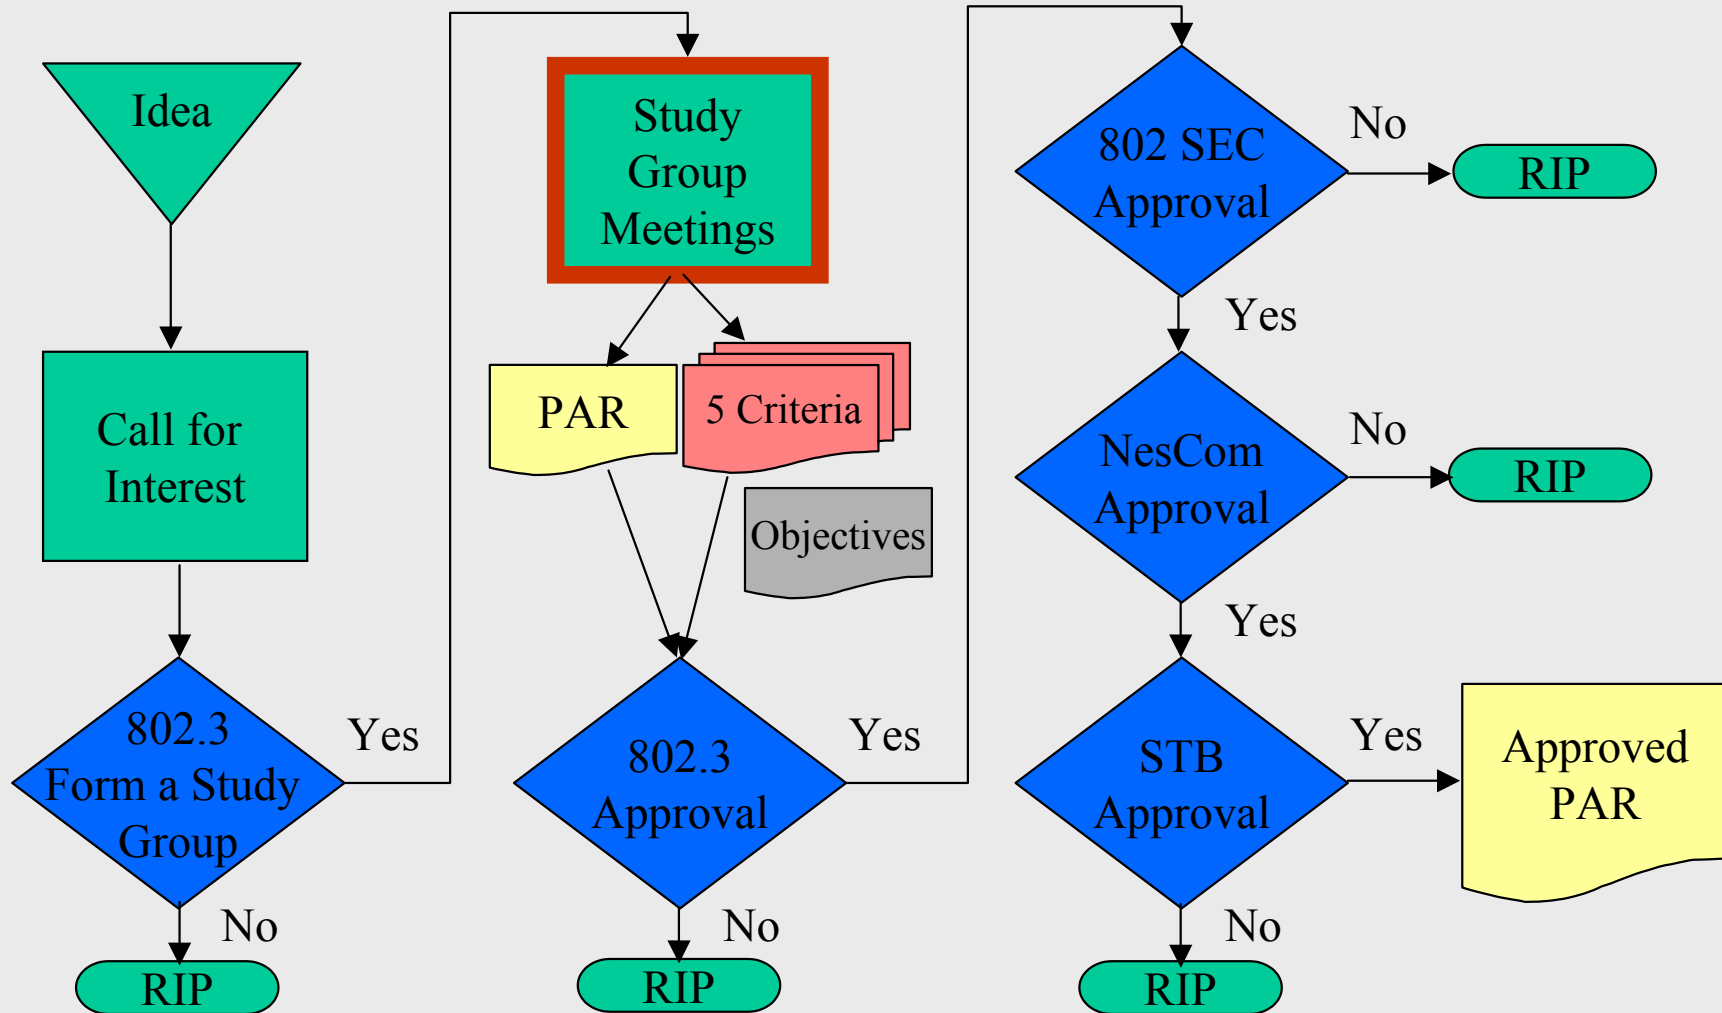 Idea
Call for
Interest
802.3
Form a Study
Group
Yes
No
RIP
Study
Group
Meetings
PAR
5 Criteria
Objectives
802.3
Approval
Yes
No
RIP
802 SEC
Approval
No
RIP
Yes
NesCom
Approval
No
RIP
Yes
STB
Approval
Yes
Approved
PAR
No
RIP